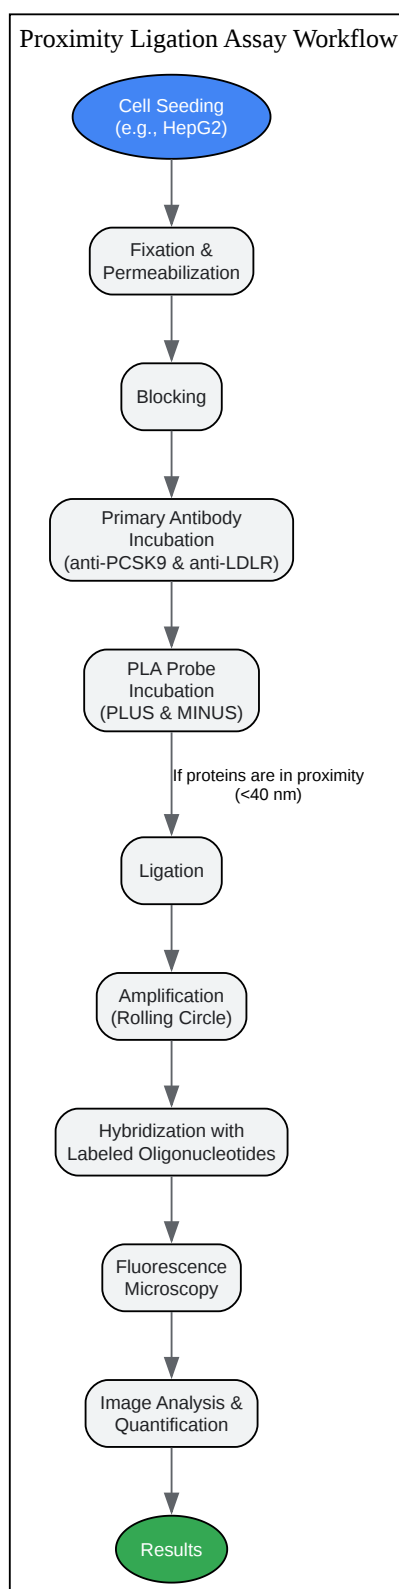 Proximity Ligation Assay Workflow
Cell Seeding
(e.g., HepG2)
Fixation &
Permeabilization
Blocking
Primary Antibody
Incubation
(anti-PCSK9 & anti-LDLR)
PLA Probe
Incubation
(PLUS & MINUS)
If proteins are in proximity
(<40 nm)
Ligation
Amplification
(Rolling Circle)
Hybridization with
Labeled Oligonucleotides
Fluorescence
Microscopy
Image Analysis &
Quantification
Results